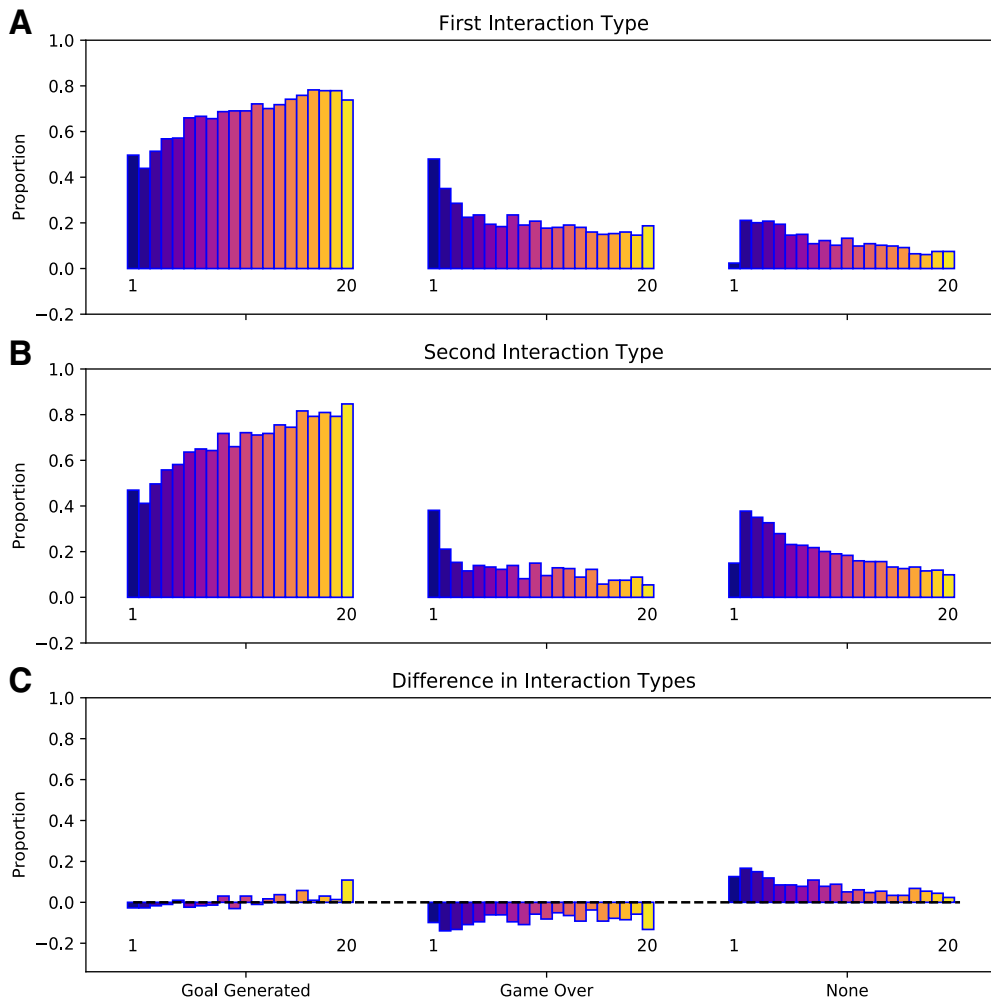 A
First Interaction Type
Proportion
1.0
0.8
0.6
0.4
0.2
0.0
−0.2
1 20 1 20 1 20
B
Second Interaction Type
Proportion
1.0
0.8
0.6
0.4
0.2
0.0
−0.2
1 20 1 20 1 20
C
Difference in Interaction Types
Proportion
1.0
0.8
0.6
0.4
0.2
0.0
−0.2
1 20 1 20 1 20
Goal Generated Game Over None